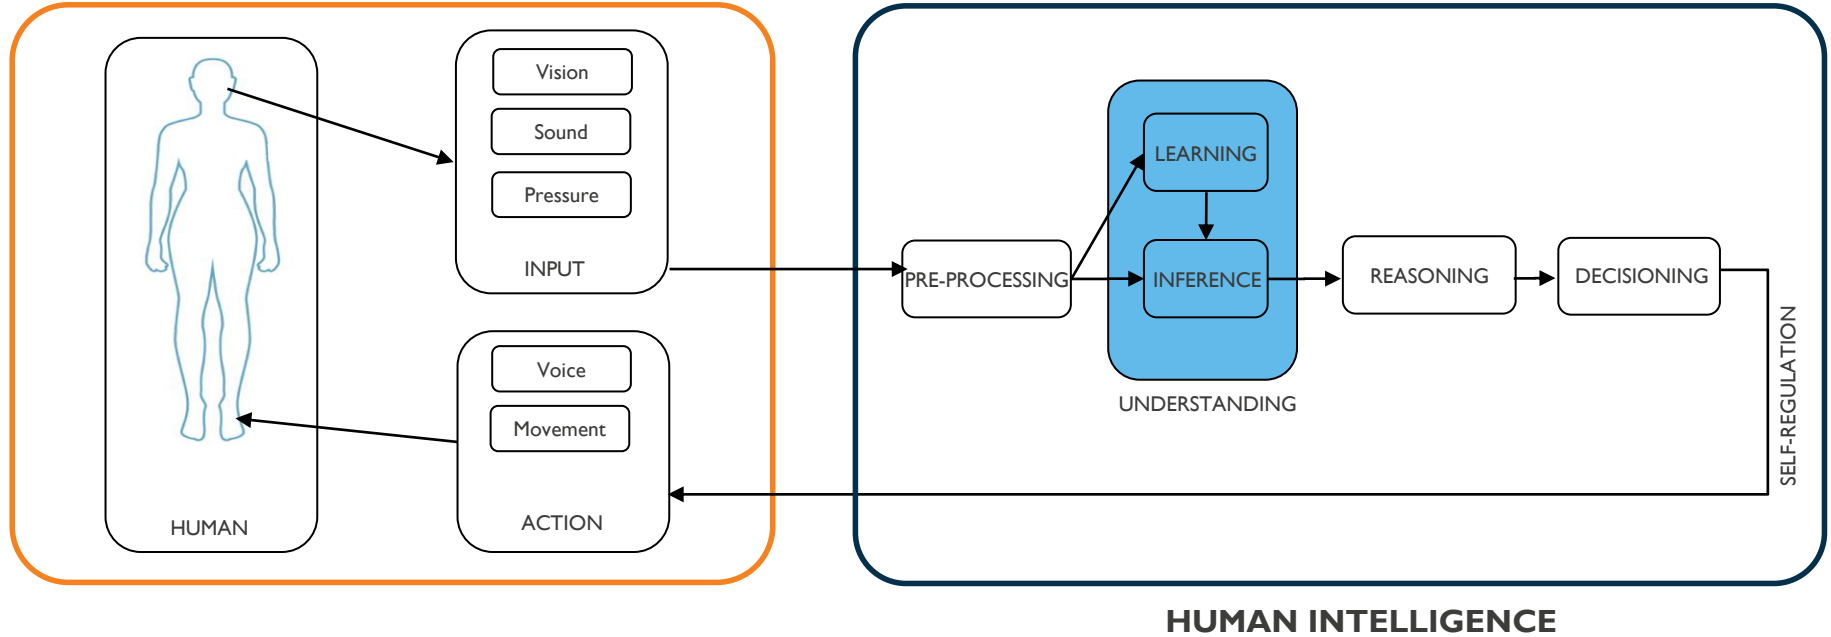 Vision
Sound
Pressure
INPUT
Voice
Movement
ACTION
HUMAN
LEARNING
PRE-PROCESSING
INFERENCE
UNDERSTANDING
REASONING
DECISIONING
SELF-REGULATION
HUMAN INTELLIGENCE